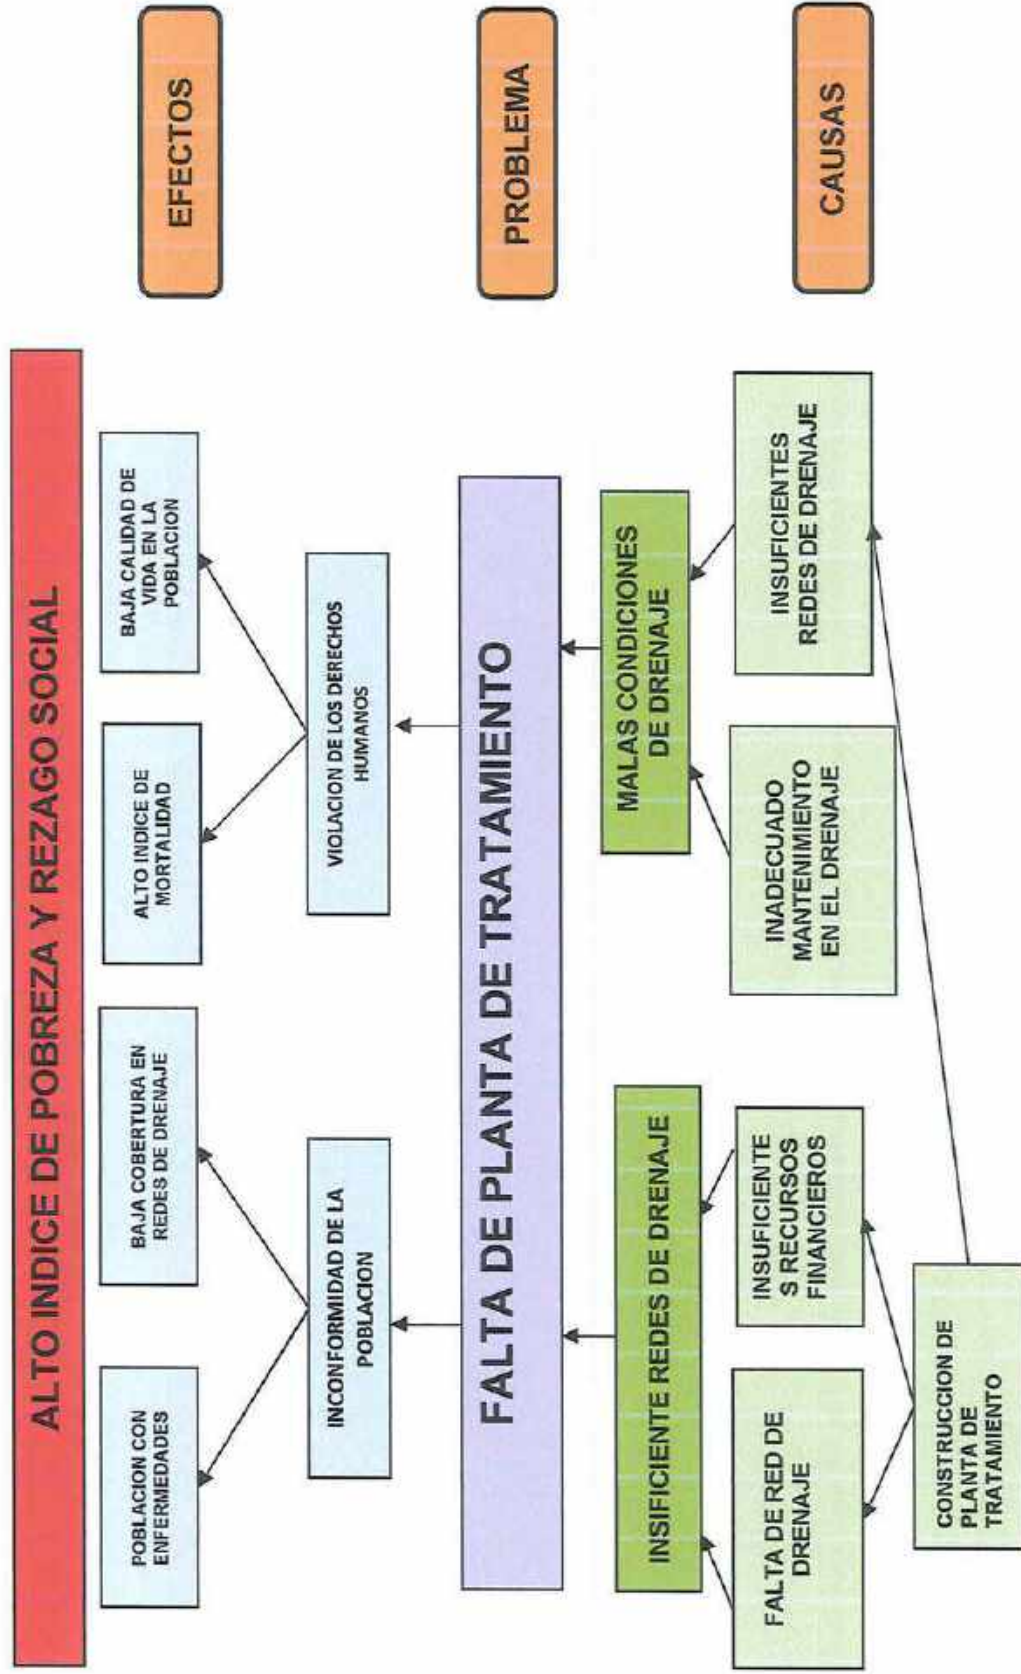 ALTO INDICE DE POBREZA Y REZAGO SOCIAL
POBLACION CON
ENFERMEDADES
BAJA COBERTURA EN
REDES DE DRENAJE
ALTO INDICE DE
MORTALIDAD
BAJA CALIDAD DE
VIDA EN LA
POBLACION
EFECTOS
INCONFORMIDAD DE LA
POBLACION
VIOLACION DE LOS DERECHOS
HUMANOS
FALTA DE PLANTA DE TRATAMIENTO
PROBLEMA
INSIFICIENTE REDES DE DRENAJE
MALAS CONDICIONES
DE DRENAJE
FALTA DE RED DE
DRENAJE
INSUFICIENTE
S RECURSOS
FINANCIEROS
INADECUADO
MANTENIMIENTO
EN EL DRENAJE
INSUFICIENTES
REDES DE DRENAJE
CAUSAS
CONSTRUCCION DE
PLANTA DE
TRATAMIENTO